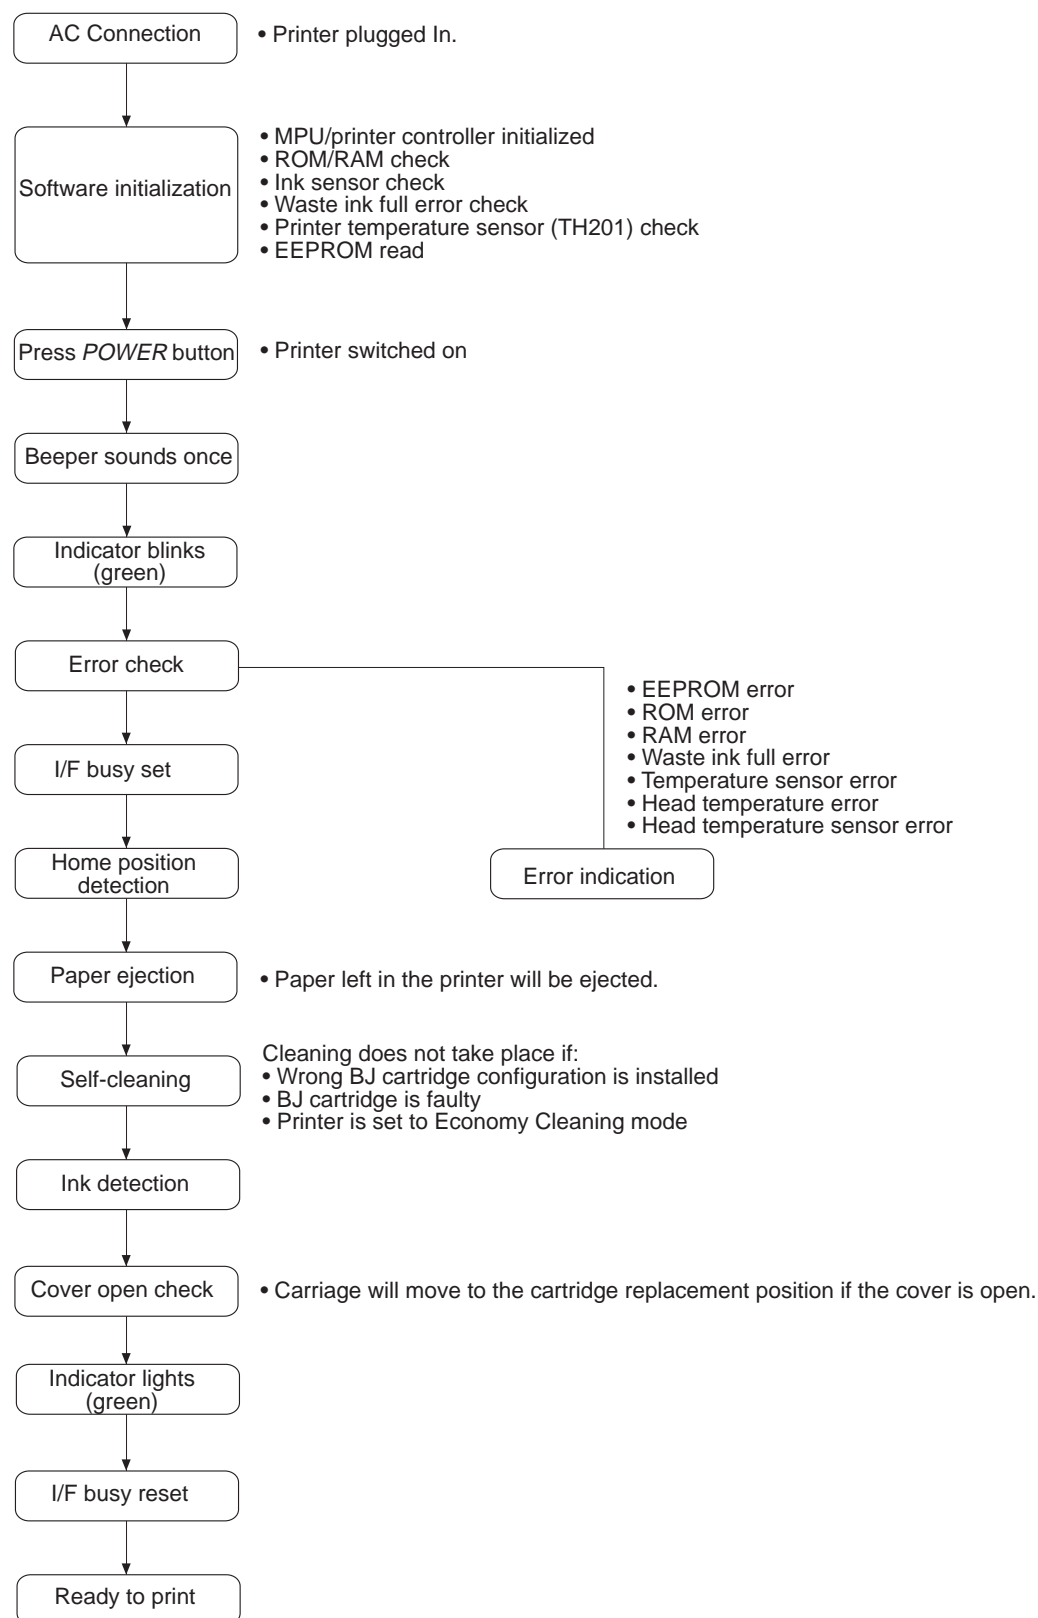 AC Connection
• Printer plugged In.
Software initialization
• MPU/printer controller initialized
• ROM/RAM check
• Ink sensor check
• Waste ink full error check
• Printer temperature sensor (TH201) check
• EEPROM read
Press POWER button
• Printer switched on
Beeper sounds once
Indicator blinks
(green)
Error check
• EEPROM error
• ROM error
• RAM error
• Waste ink full error
• Temperature sensor error
• Head temperature error
• Head temperature sensor error
Error indication
I/F busy set
Home position
detection
Paper ejection
• Paper left in the printer will be ejected.
Self-cleaning
Cleaning does not take place if:
• Wrong BJ cartridge configuration is installed
• BJ cartridge is faulty
• Printer is set to Economy Cleaning mode
Ink detection
Cover open check
• Carriage will move to the cartridge replacement position if the cover is open.
Indicator lights
(green)
I/F busy reset
Ready to print